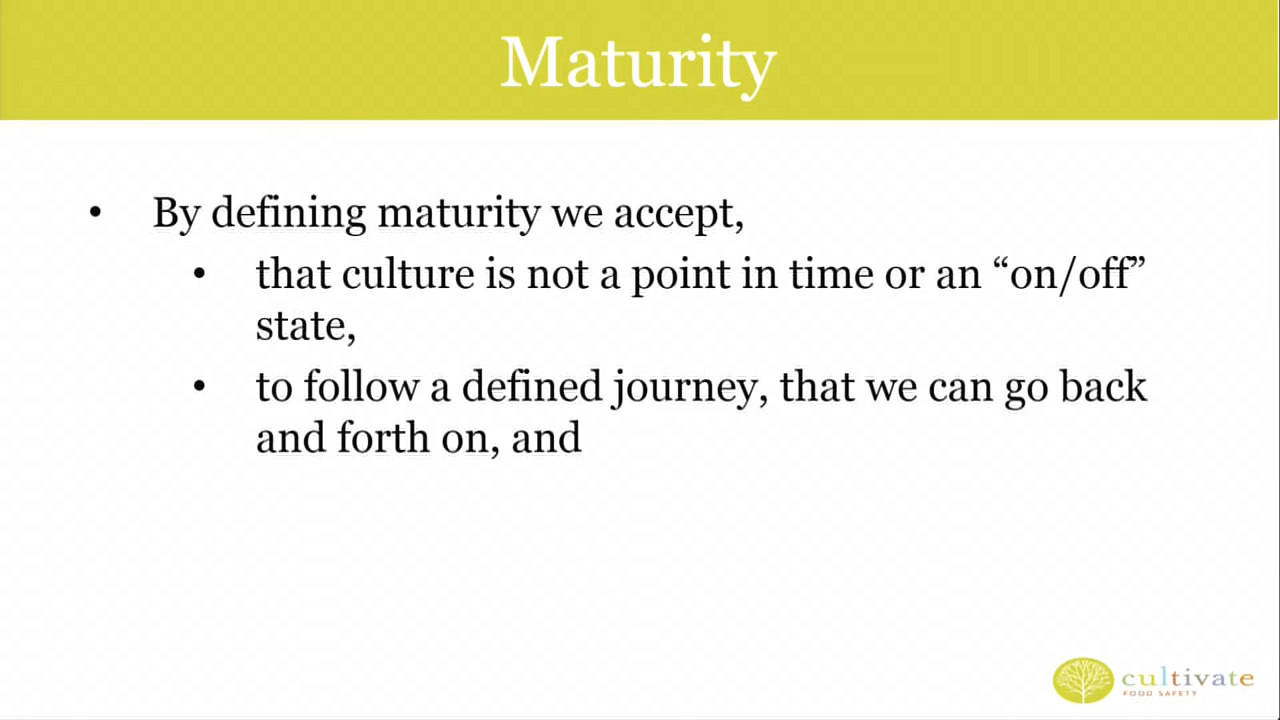 Maturity
• By defining maturity we accept,
• that culture is not a point in time or an “on/off”
state,
• to follow a defined journey, that we can go back
and forth on, and
cultivate
FOOD SAFETY